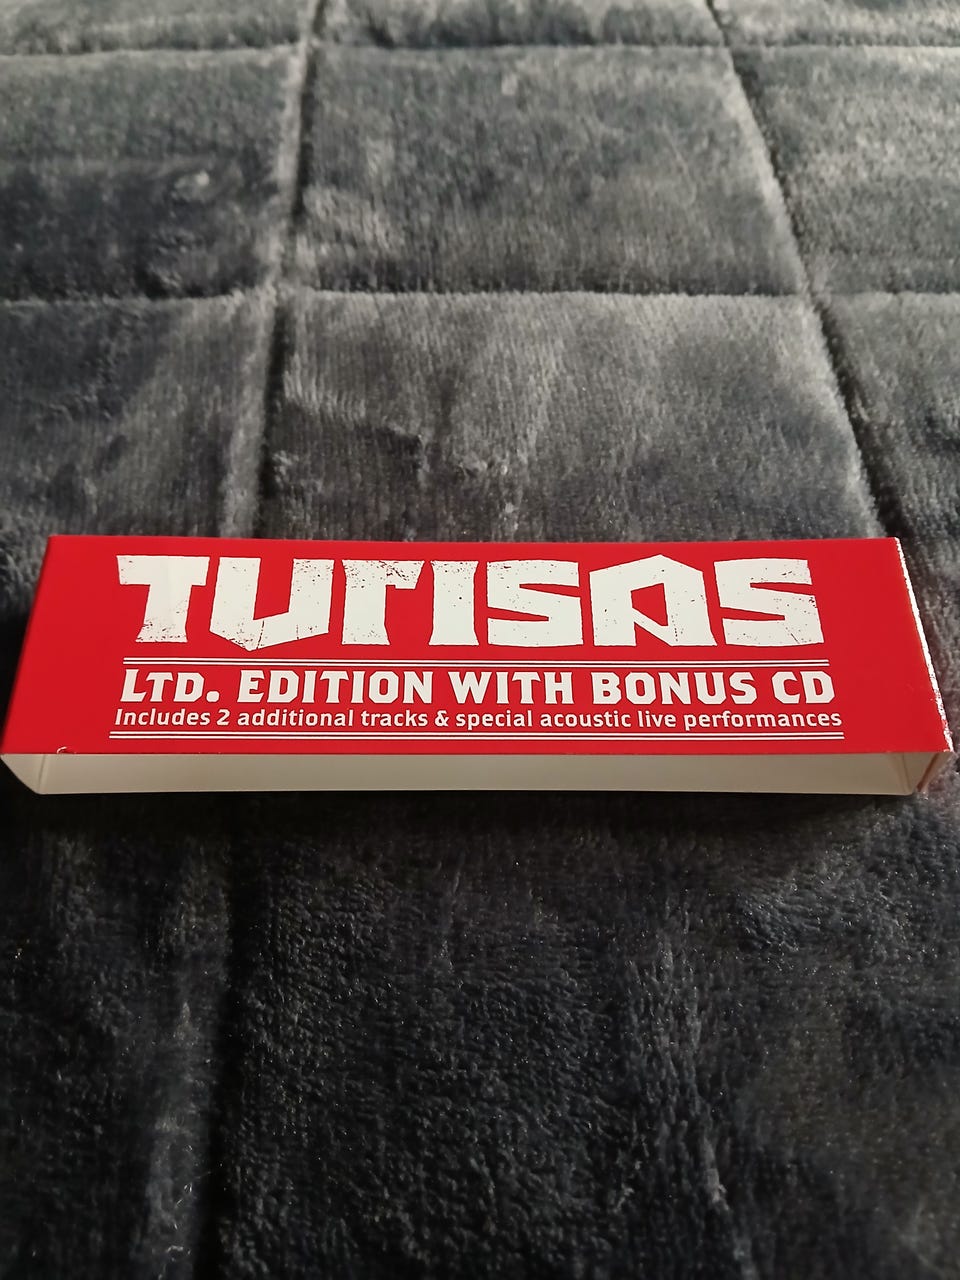 TURISAS
LTD. EDITION WITH BONUS CD
Includes 2 additional tracks & special acoustic live performances